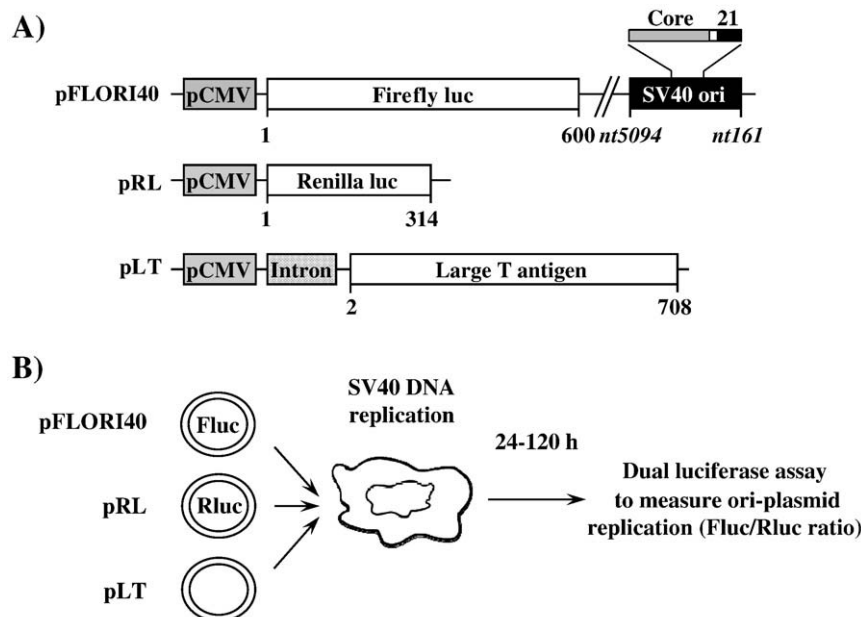 A)
Core 21
pFLORI40 pCMV Firefly luc SV40 ori
1 600 nt5094 nt161
pRL pCMV Renilla luc
1 314
pLT pCMV Intron Large T antigen
2 708
B)
SV40 DNA
replication
pFLORI40 Fluc
24-120 h
pRL Rluc
Dual luciferase assay
to measure ori-plasmid
replication (Fluc/Rluc ratio)
pLT